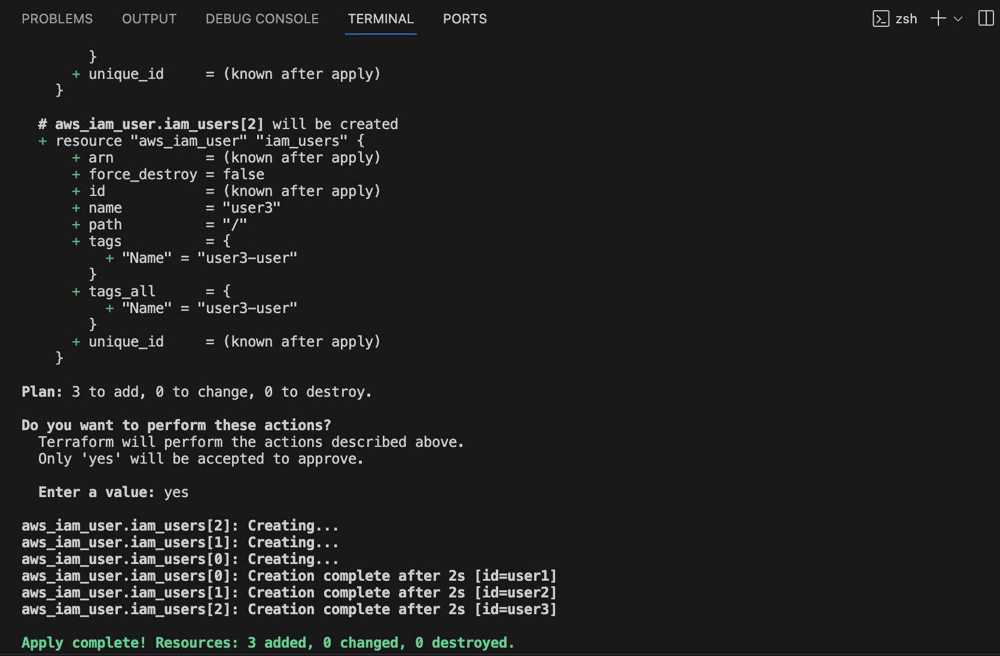 PROBLEMS OUTPUT DEBUG CONSOLE TERMINAL PORTS zsh
        }
      + unique_id     = (known after apply)
    }

  # aws_iam_user.iam_users[2] will be created
  + resource "aws_iam_user" "iam_users" {
      + arn           = (known after apply)
      + force_destroy = false
      + id            = (known after apply)
      + name          = "user3"
      + path          = "/"
      + tags          = {
          + "Name" = "user3-user"
        }
      + tags_all      = {
          + "Name" = "user3-user"
        }
      + unique_id     = (known after apply)
    }

Plan: 3 to add, 0 to change, 0 to destroy.

Do you want to perform these actions?
  Terraform will perform the actions described above.
  Only 'yes' will be accepted to approve.

  Enter a value: yes

aws_iam_user.iam_users[2]: Creating...
aws_iam_user.iam_users[1]: Creating...
aws_iam_user.iam_users[0]: Creating...
aws_iam_user.iam_users[0]: Creation complete after 2s [id=user1]
aws_iam_user.iam_users[1]: Creation complete after 2s [id=user2]
aws_iam_user.iam_users[2]: Creation complete after 2s [id=user3]

Apply complete! Resources: 3 added, 0 changed, 0 destroyed.